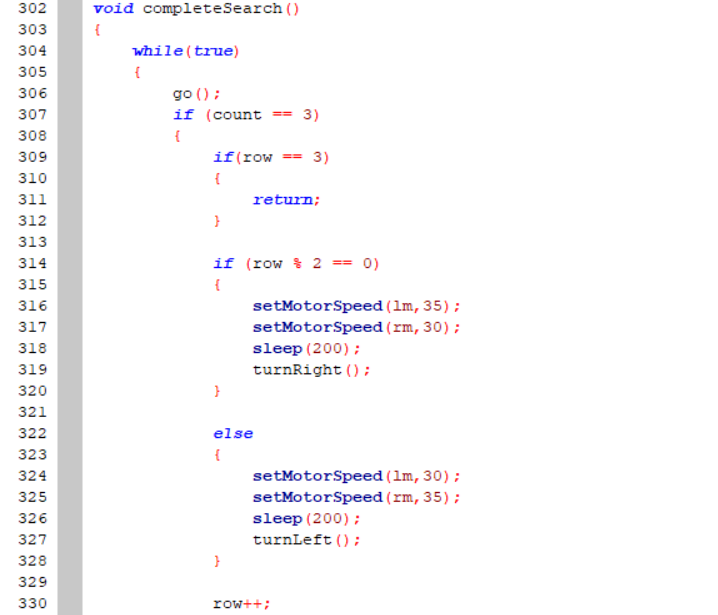 302 void completeSearch()
303 {
304 while(true)
305 {
306 go();
307 if (count == 3)
308 {
309 if(row == 3)
310 {
311 return;
312 }
313
314 if (row % 2 == 0)
315 {
316 setMotorSpeed(lm,35);
317 setMotorSpeed(rm,30);
318 sleep(200);
319 turnRight();
320 }
321
322 else
323 {
324 setMotorSpeed(lm,30);
325 setMotorSpeed(rm,35);
326 sleep(200);
327 turnLeft();
328 }
329
330 row++;